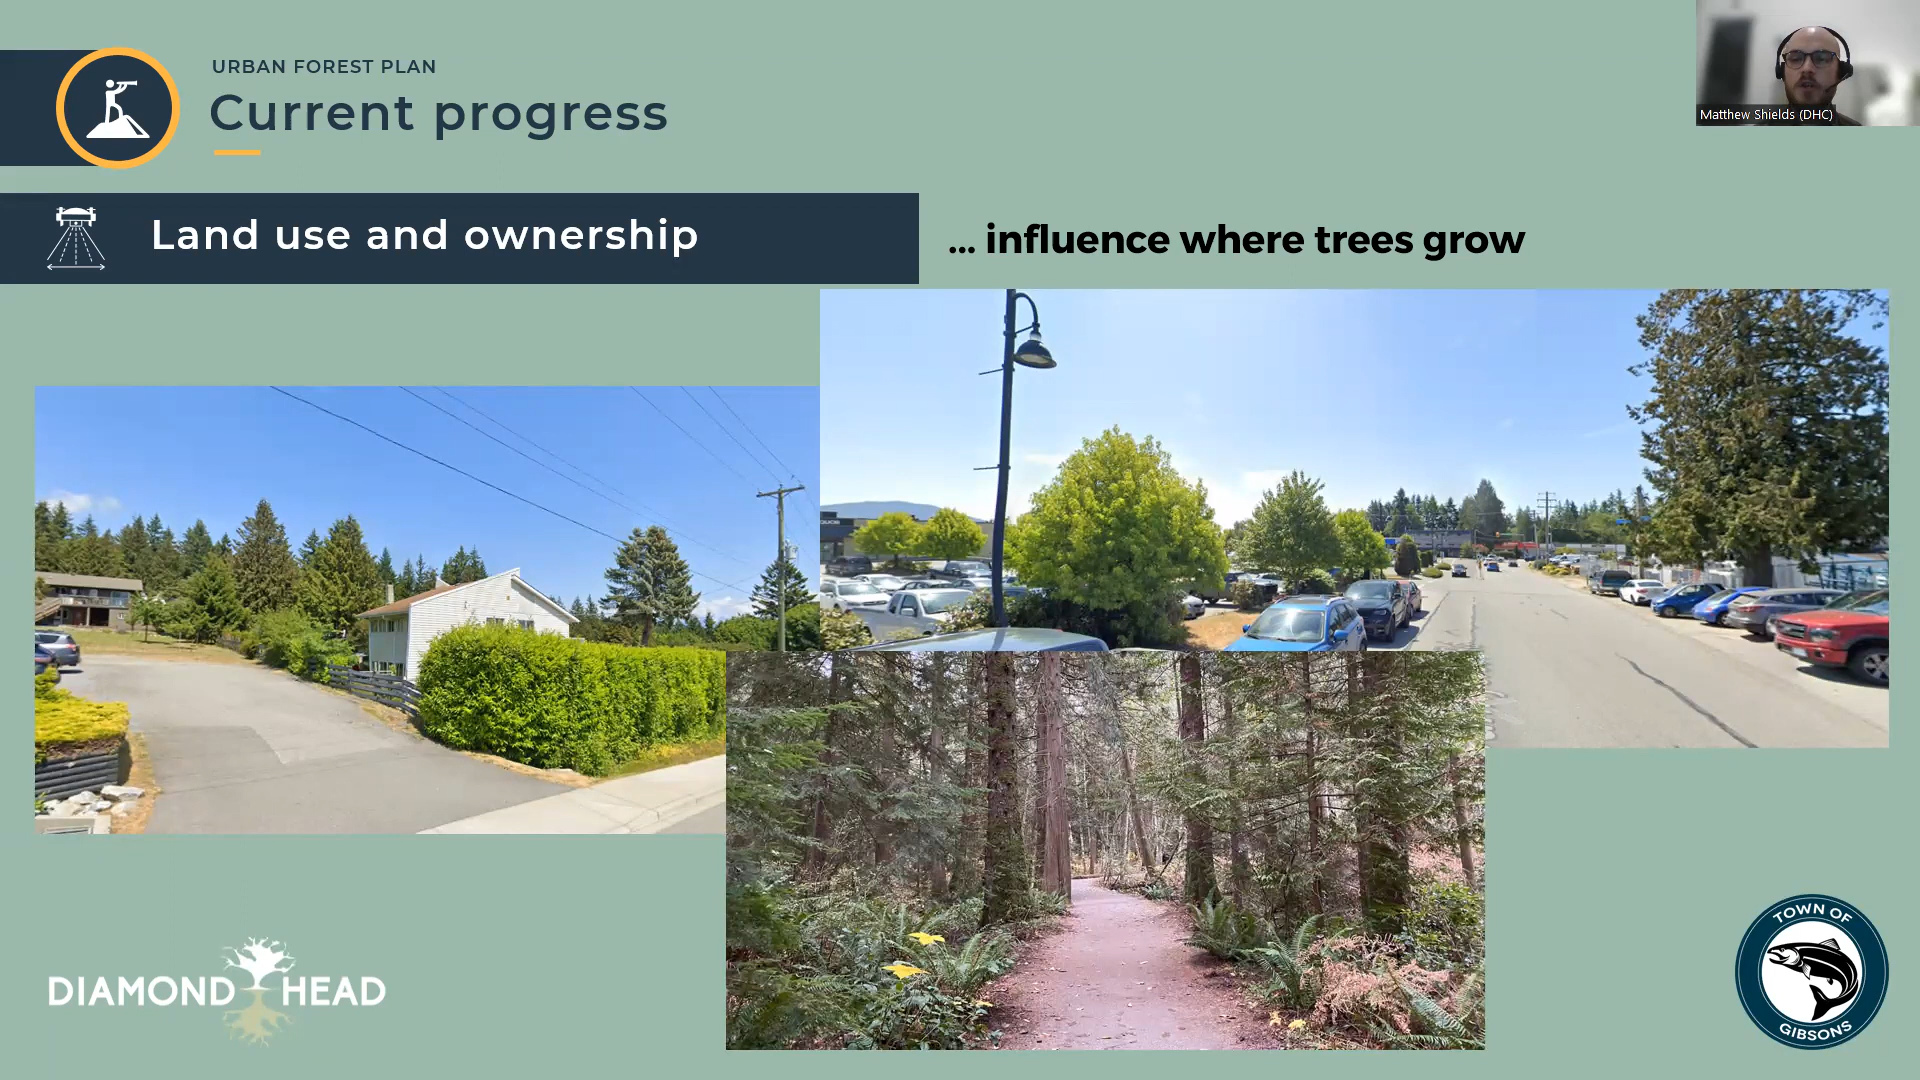 URBAN FOREST PLAN
Current progress
Matthew Shields (DHC)
Land use and ownership
... influence where trees grow
DIAMOND HEAD
TOWN OF
GIBSONS